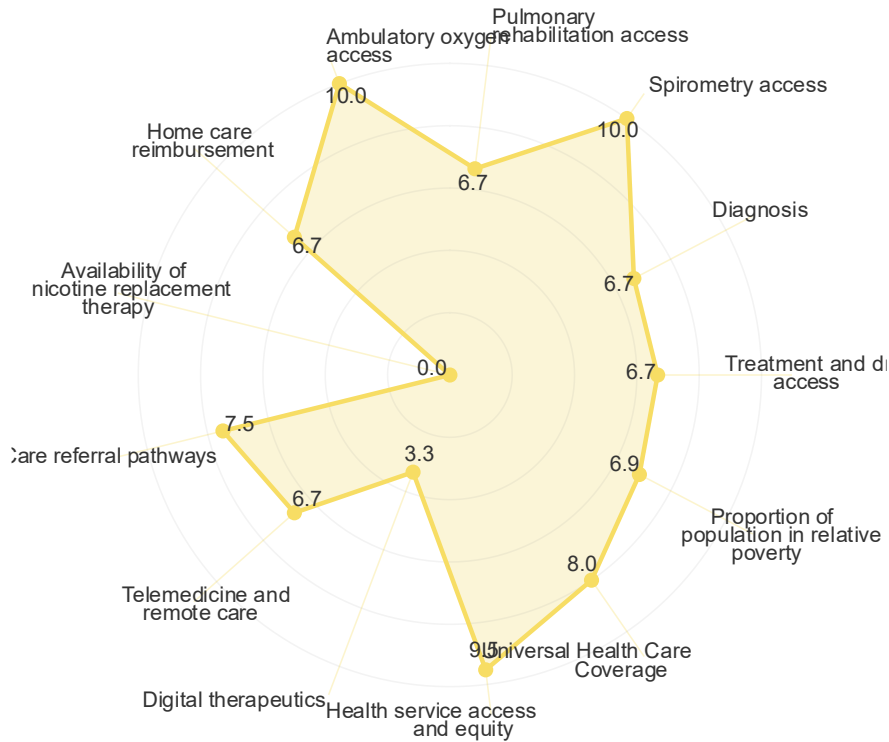 Pulmonary
rehabilitation access
Ambulatory oxygen
access
10.0
Spirometry access
10.0
Home care
reimbursement
6.7
6.7
Diagnosis
6.7
Availability of
nicotine replacement
therapy
0.0
Treatment and
access
6.7
7.5
care referral pathways
3.3
6.9
6.7
Proportion of
population in relative
poverty
8.0
Telemedicine and
remote care
9.5
Universal Health Care
Coverage
Digital therapeutics
Health service access
and equity